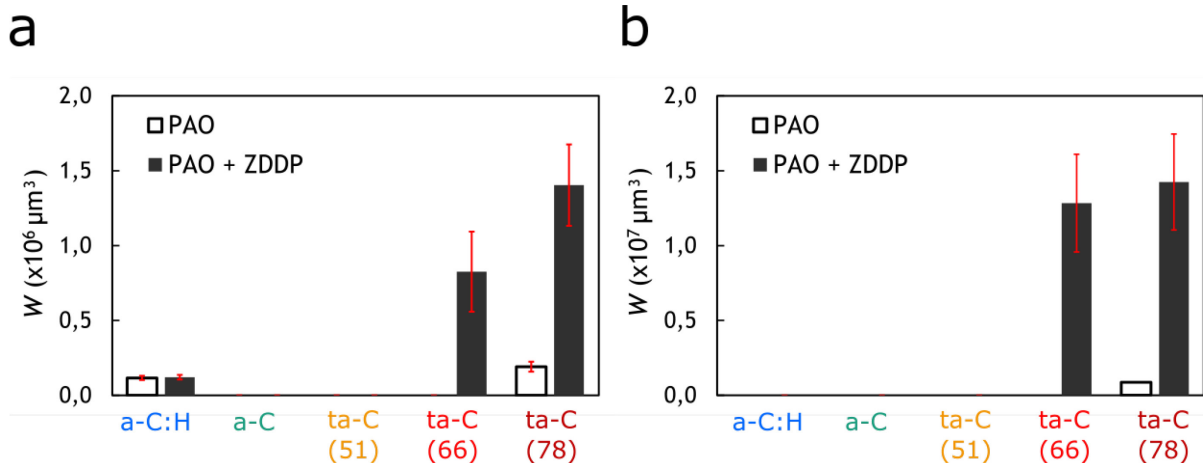 a
2,0
1,5
1,0
0,5
0,0
W (x10⁶ µm³)
PAO
PAO + ZDDP
a-C:H
a-C
ta-C
(51)
ta-C
(66)
ta-C
(78)
b
2,0
1,5
1,0
0,5
0,0
W (x10⁷ µm³)
PAO
PAO + ZDDP
a-C:H
a-C
ta-C
(51)
ta-C
(66)
ta-C
(78)